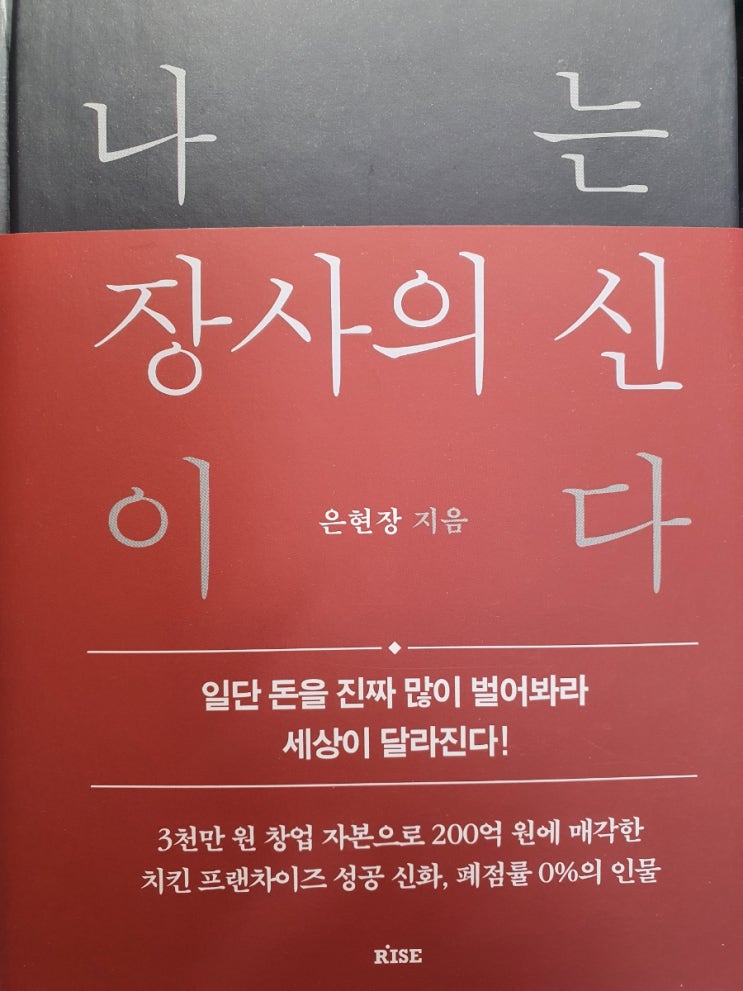 나 는
장사의 신
이 다
은현장 지음
일단 돈을 진짜 많이 벌어봐라
세상이 달라진다!
3천만 원 창업 자본으로 200억 원에 매각한
치킨 프랜차이즈 성공 신화, 폐점률 0%의 인물
RISE